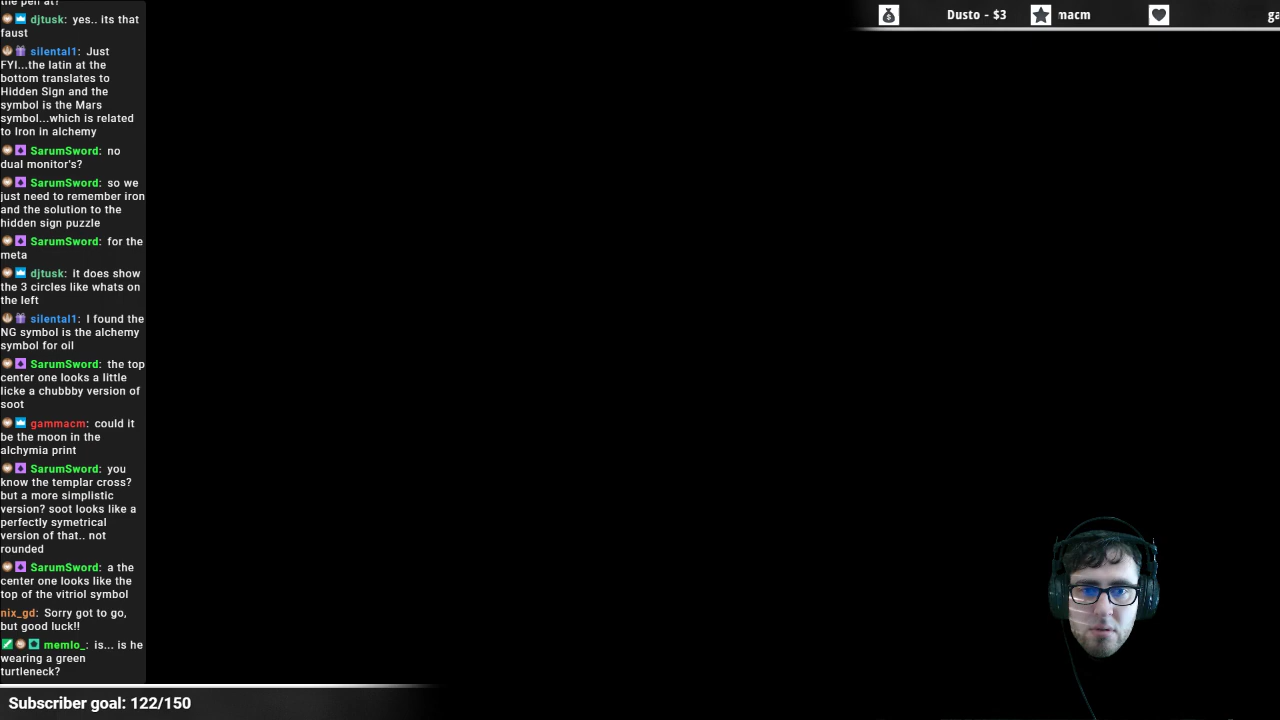 the pen at?
djtusk: yes.. its that
faust
silental1: Just
FYI...the latin at the
bottom translates to
Hidden Sign and the
symbol is the Mars
symbol...which is related
to Iron in alchemy
SarumSword: no
dual monitor's?
SarumSword: so we
just need to remember iron
and the solution to the
hidden sign puzzle
SarumSword: for the
meta
djtusk: it does show
the 3 circles like whats on
the left
silental1: I found the
NG symbol is the alchemy
symbol for oil
SarumSword: the top
center one looks a little
licke a chubbby version of
soot
gammacm: could it
be the moon in the
alchymia print
SarumSword: you
know the templar cross?
but a more simplistic
version? soot looks like a
perfectly symetrical
version of that.. not
rounded
SarumSword: a the
center one looks like the
top of the vitriol symbol
nix_gd: Sorry got to go,
but good luck!!
memlo_: is... is he
wearing a green
turtleneck?
Dusto - $3 macm ga
Subscriber goal: 122/150